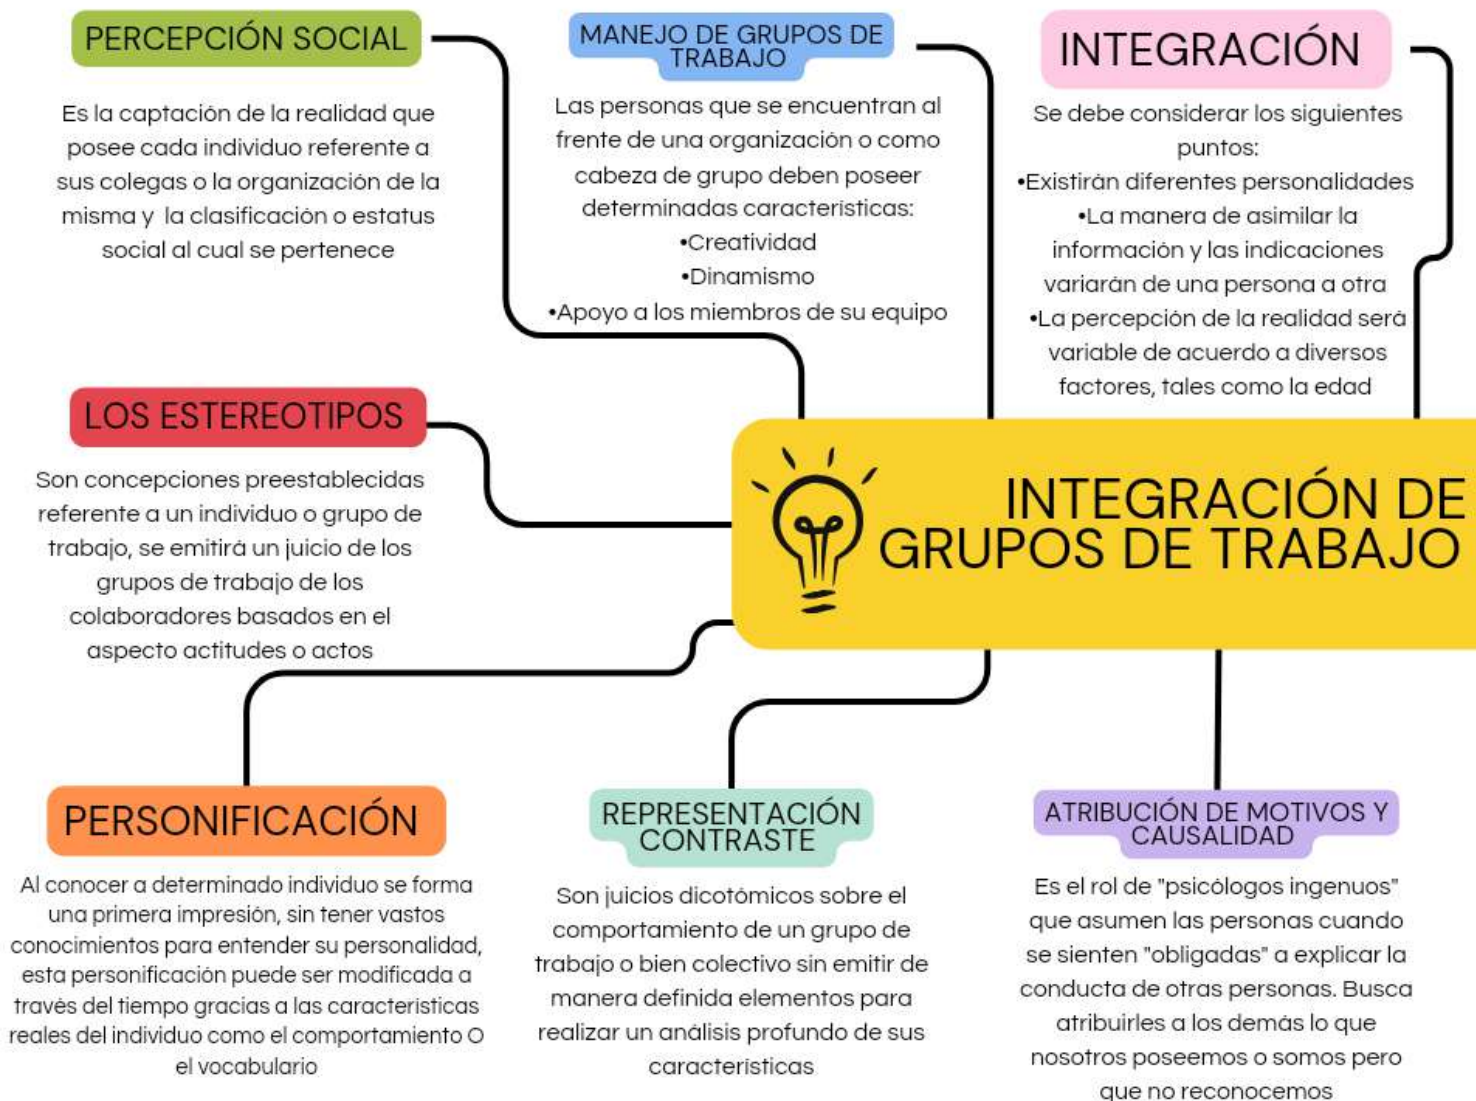 PERCEPCIÓN SOCIAL
Es la captación de la realidad que
posee cada individuo referente a
sus colegas o la organización de la
misma y  la clasificación o estatus
social al cual se pertenece
MANEJO DE GRUPOS DE
TRABAJO
Las personas que se encuentran al
frente de una organización o como
cabeza de grupo deben poseer
determinadas características:
•Creatividad
•Dinamismo
•Apoyo a los miembros de su equipo
INTEGRACIÓN
Se debe considerar los siguientes
puntos:
•Existirán diferentes personalidades
•La manera de asimilar la
información y las indicaciones
variarán de una persona a otra
•La percepción de la realidad será
variable de acuerdo a diversos
factores, tales como la edad
LOS ESTEREOTIPOS
Son concepciones preestablecidas
referente a un individuo o grupo de
trabajo, se emitirá un juicio de los
grupos de trabajo de los
colaboradores basados en el
aspecto actitudes o actos
INTEGRACIÓN DE
GRUPOS DE TRABAJO
PERSONIFICACIÓN
Al conocer a determinado individuo se forma
una primera impresión, sin tener vastos
conocimientos para entender su personalidad,
esta personificación puede ser modificada a
través del tiempo gracias a las características
reales del individuo como el comportamiento O
el vocabulario
REPRESENTACIÓN
CONTRASTE
Son juicios dicotómicos sobre el
comportamiento de un grupo de
trabajo o bien colectivo sin emitir de
manera definida elementos para
realizar un análisis profundo de sus
características
ATRIBUCIÓN DE MOTIVOS Y
CAUSALIDAD
Es el rol de "psicólogos ingenuos"
que asumen las personas cuando
se sienten "obligadas" a explicar la
conducta de otras personas. Busca
atribuirles a los demás lo que
nosotros poseemos o somos pero
que no reconocemos